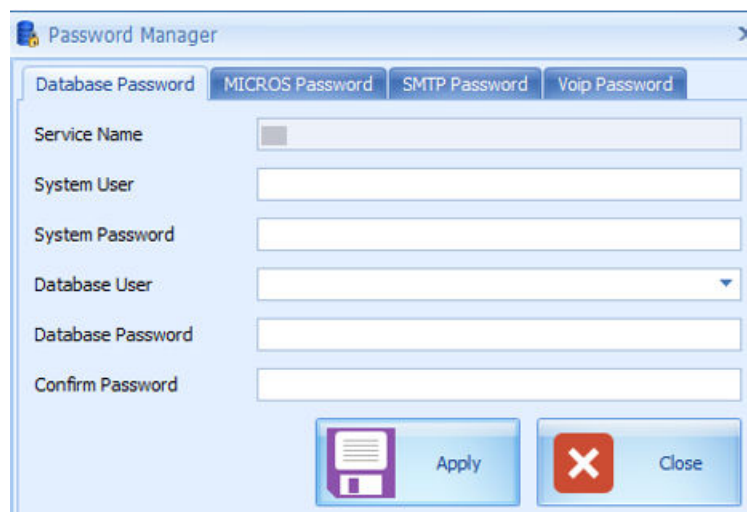 Password Manager
Database Password MICROS Password SMTP Password Voip Password
Service Name
System User
System Password
Database User
Database Password
Confirm Password
Apply Close